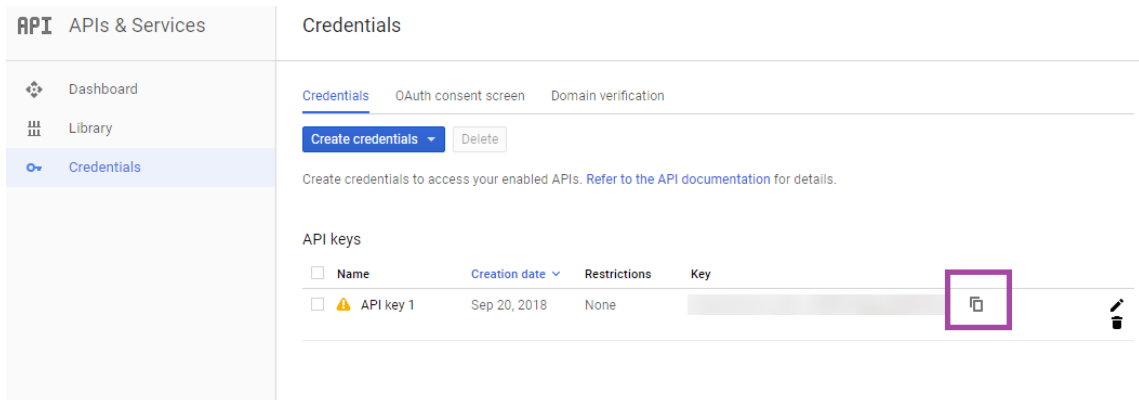 API APIs & Services
Credentials
Dashboard
Library
Credentials
Credentials OAuth consent screen Domain verification
Create credentials Delete
Create credentials to access your enabled APIs. Refer to the API documentation for details.
API keys
Name Creation date Restrictions Key
API key 1 Sep 20, 2018 None